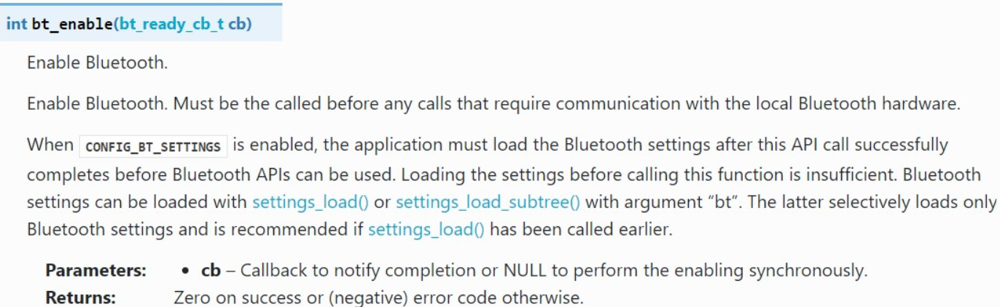 int bt_enable(bt_ready_cb_t cb)
Enable Bluetooth.
Enable Bluetooth. Must be the called before any calls that require communication with the local Bluetooth hardware.
When CONFIG_BT_SETTINGS is enabled, the application must load the Bluetooth settings after this API call successfully
completes before Bluetooth APIs can be used. Loading the settings before calling this function is insufficient. Bluetooth
settings can be loaded with settings_load() or settings_load_subtree() with argument “bt”. The latter selectively loads only
Bluetooth settings and is recommended if settings_load() has been called earlier.
Parameters: • cb – Callback to notify completion or NULL to perform the enabling synchronously.
Returns: Zero on success or (negative) error code otherwise.